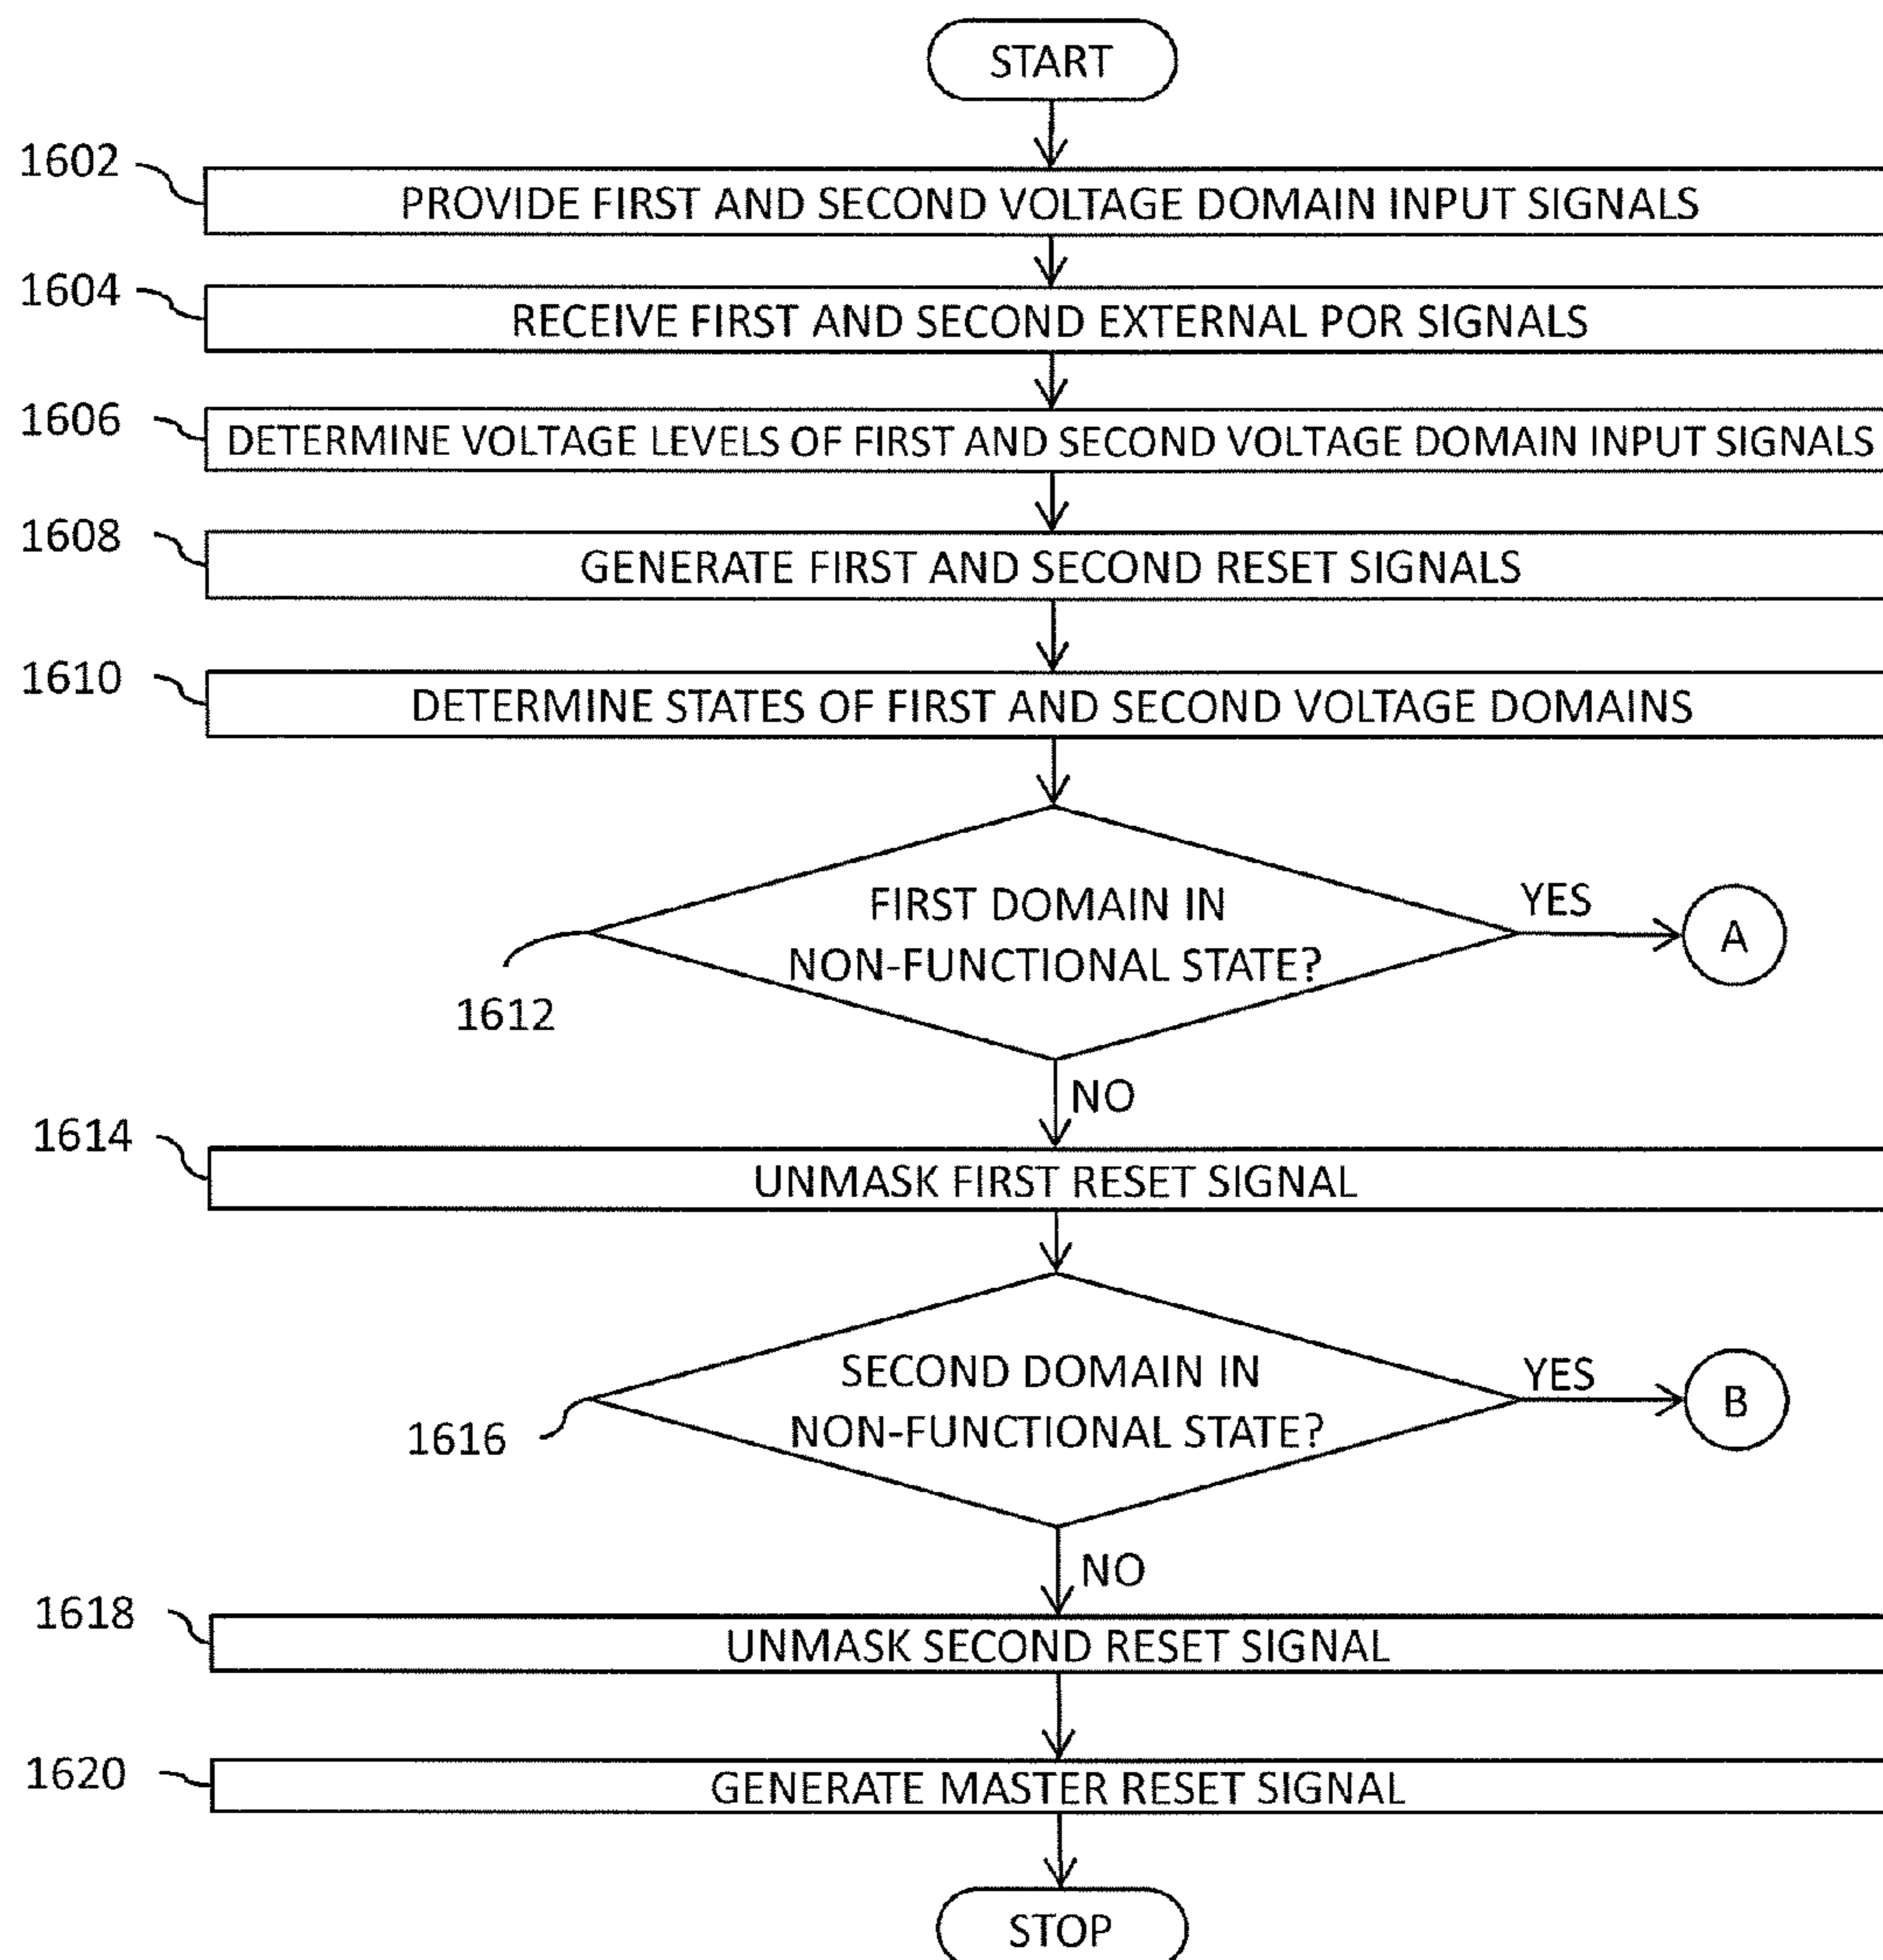 START
1602
PROVIDE FIRST AND SECOND VOLTAGE DOMAIN INPUT SIGNALS
1604
RECEIVE FIRST AND SECOND EXTERNAL POR SIGNALS
1606
DETERMINE VOLTAGE LEVELS OF FIRST AND SECOND VOLTAGE DOMAIN INPUT SIGNALS
1608
GENERATE FIRST AND SECOND RESET SIGNALS
1610
DETERMINE STATES OF FIRST AND SECOND VOLTAGE DOMAINS
FIRST DOMAIN IN
NON-FUNCTIONAL STATE?
YES
A
1612
NO
1614
UNMASK FIRST RESET SIGNAL
SECOND DOMAIN IN
NON-FUNCTIONAL STATE?
YES
B
1616
NO
1618
UNMASK SECOND RESET SIGNAL
1620
GENERATE MASTER RESET SIGNAL
STOP